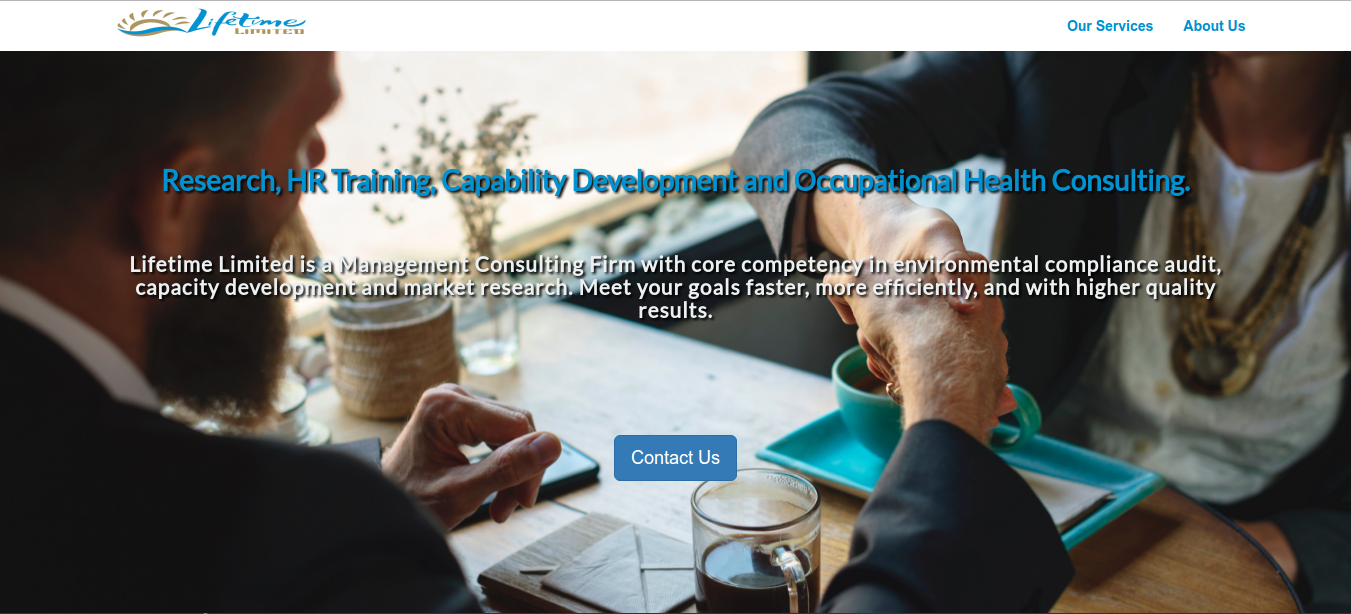 Lifetime
LIMITED
Our Services
About Us
Research, HR Training, Capability Development and Occupational Health Consulting.
Lifetime Limited is a Management Consulting Firm with core competency in environmental compliance audit,
capacity development and market research. Meet your goals faster, more efficiently, and with higher quality
results.
Contact Us